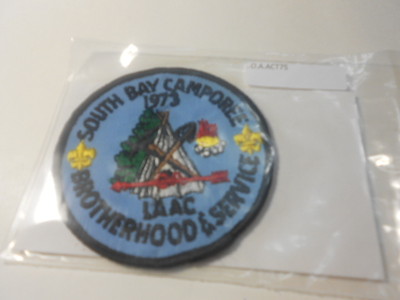 SOUTH BAY CAMPOREE
1973
LAAC
BROTHERHOOD & SERVICE